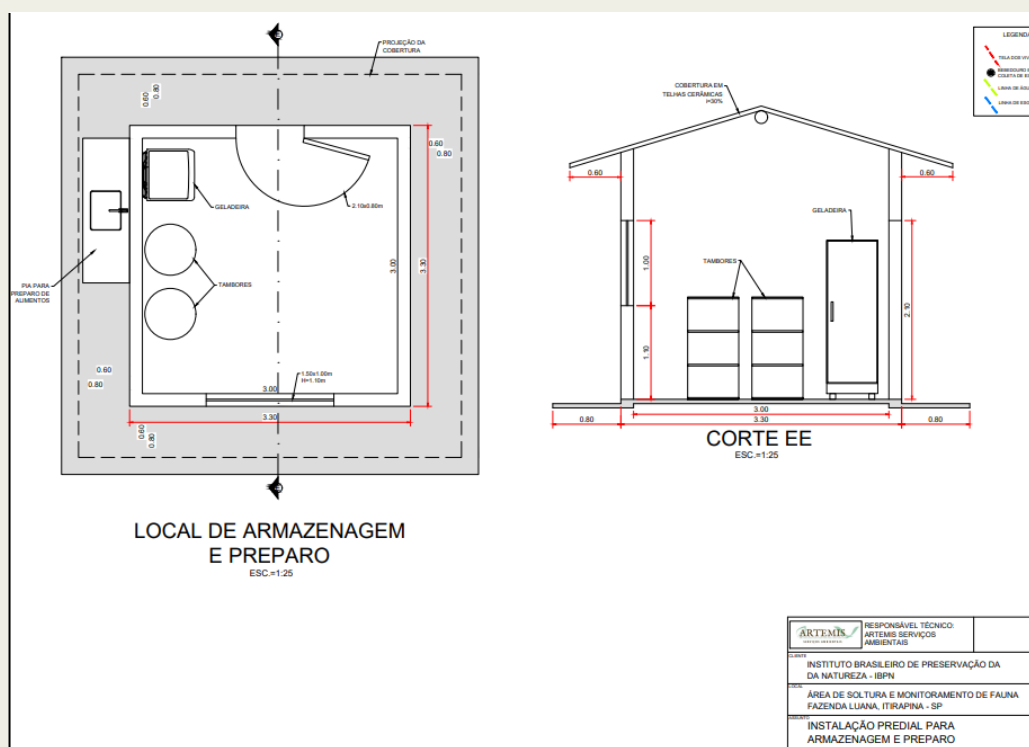 PROJEÇÃO DA
COBERTURA
0.60
0.80
0.60
0.80
GELADEIRA
2.10x0.80m
TAMBORES
3.00
3.30
PIA PARA
PREPARO DE
ALIMENTOS
0.60
0.80
1.50x1.00m
H=1.10m
3.00
3.30
0.60
0.80
LOCAL DE ARMAZENAGEM
E PREPARO
ESC.=1:25
COBERTURA EM
TELHAS CERÂMICAS
i=30%
0.60
0.60
GELADEIRA
TAMBORES
1.00
1.10
2.10
3.00
0.80
3.30
0.80
CORTE EE
ESC.=1:25
LEGENDA
ARTEMIS
RESPONSÁVEL TÉCNICO:
ARTEMIS SERVIÇOS
AMBIENTAIS
INSTITUTO BRASILEIRO DE PRESERVAÇÃO DA
DA NATUREZA - IBPN
ÁREA DE SOLTURA E MONITORAMENTO DE FAUNA
FAZENDA LUANA, ITIRAPINA - SP
INSTALAÇÃO PREDIAL PARA
ARMAZENAGEM E PREPARO